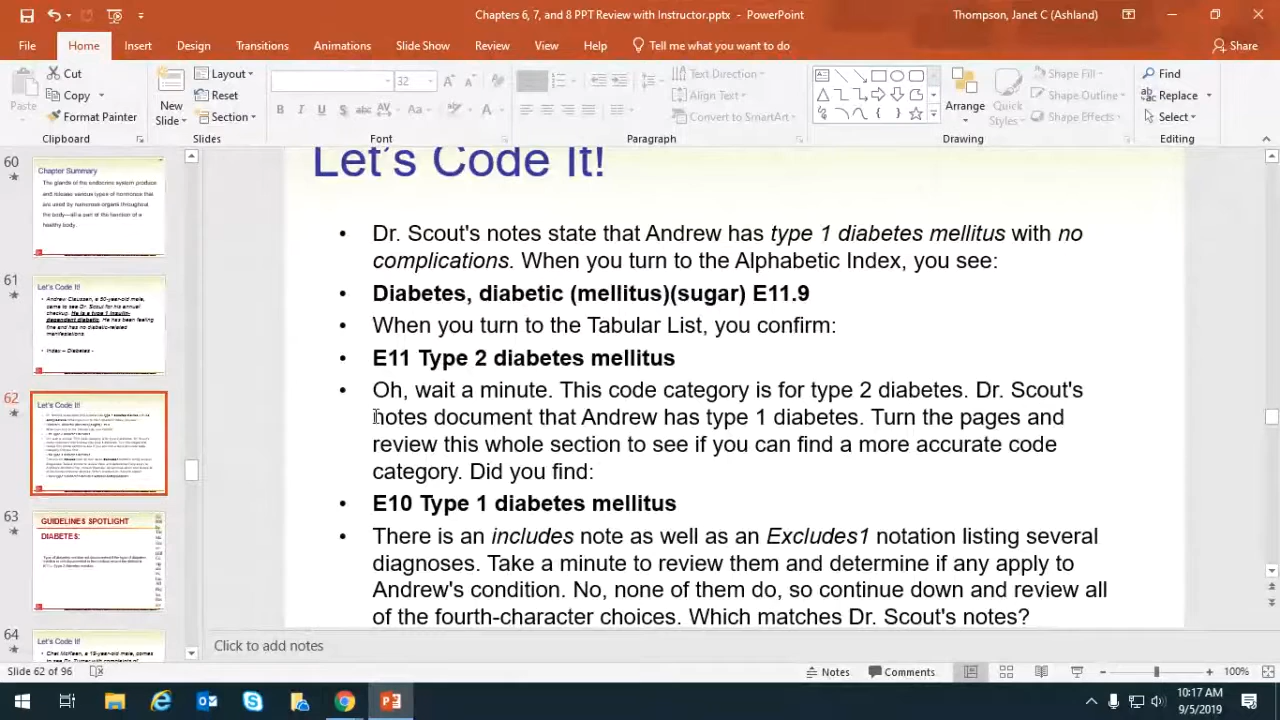 Chapters 6, 7, and 8 PPT Review with Instructor.pptx - PowerPoint
Thompson, Janet C (Ashland)
File Home Insert Design Transitions Animations Slide Show Review View Help Tell me what you want to do Share
Paste
Cut
Copy
Format Painter
Clipboard
New
Slide
Layout
Reset
Section
Slides
32
Font
Text Direction
Align Text
Convert to SmartArt
Paragraph
Arrange
Quick
Styles
Shape Fill
Shape Outline
Shape Effects
Drawing
Find
Replace
Select
Editing
60
Chapter Summary
The glands of the endocrine system produce
and release various types of hormones that
are used by numerous organs throughout
the body—all a part of the function of a
healthy body.
61
Let's Code It!
Andrew Claussen, a 50-year-old male,
came to see Dr. Scout for his annual
checkup. He is a type 1 insulin-
dependent diabetic. He has been feeling
fine and has no diabetic-related
manifestations.
Index – Diabetes -
62
Let's Code It!
63
GUIDELINES SPOTLIGHT
DIABETES:
64
Let's Code It!
Chat McKeen, a 19-year-old male, comes
to see Dr. Turner with complaints of
Let's Code It!
• Dr. Scout's notes state that Andrew has type 1 diabetes mellitus with no
complications. When you turn to the Alphabetic Index, you see:
• Diabetes, diabetic (mellitus)(sugar) E11.9
• When you turn to the Tabular List, you confirm:
• E11 Type 2 diabetes mellitus
• Oh, wait a minute. This code category is for type 2 diabetes. Dr. Scout's
notes document that Andrew has type 1 diabetes. Turn the pages and
review this whole section to see if you can find a more accurate code
category. Did you find:
• E10 Type 1 diabetes mellitus
• There is an includes note as well as an Excludes1 notation listing several
diagnoses. Take a minute to review them and determine if any apply to
Andrew's condition. No, none of them do, so continue down and review all
of the fourth-character choices. Which matches Dr. Scout's notes?
Click to add notes
Slide 62 of 96
Notes
Comments
100%
10:17 AM
9/5/2019